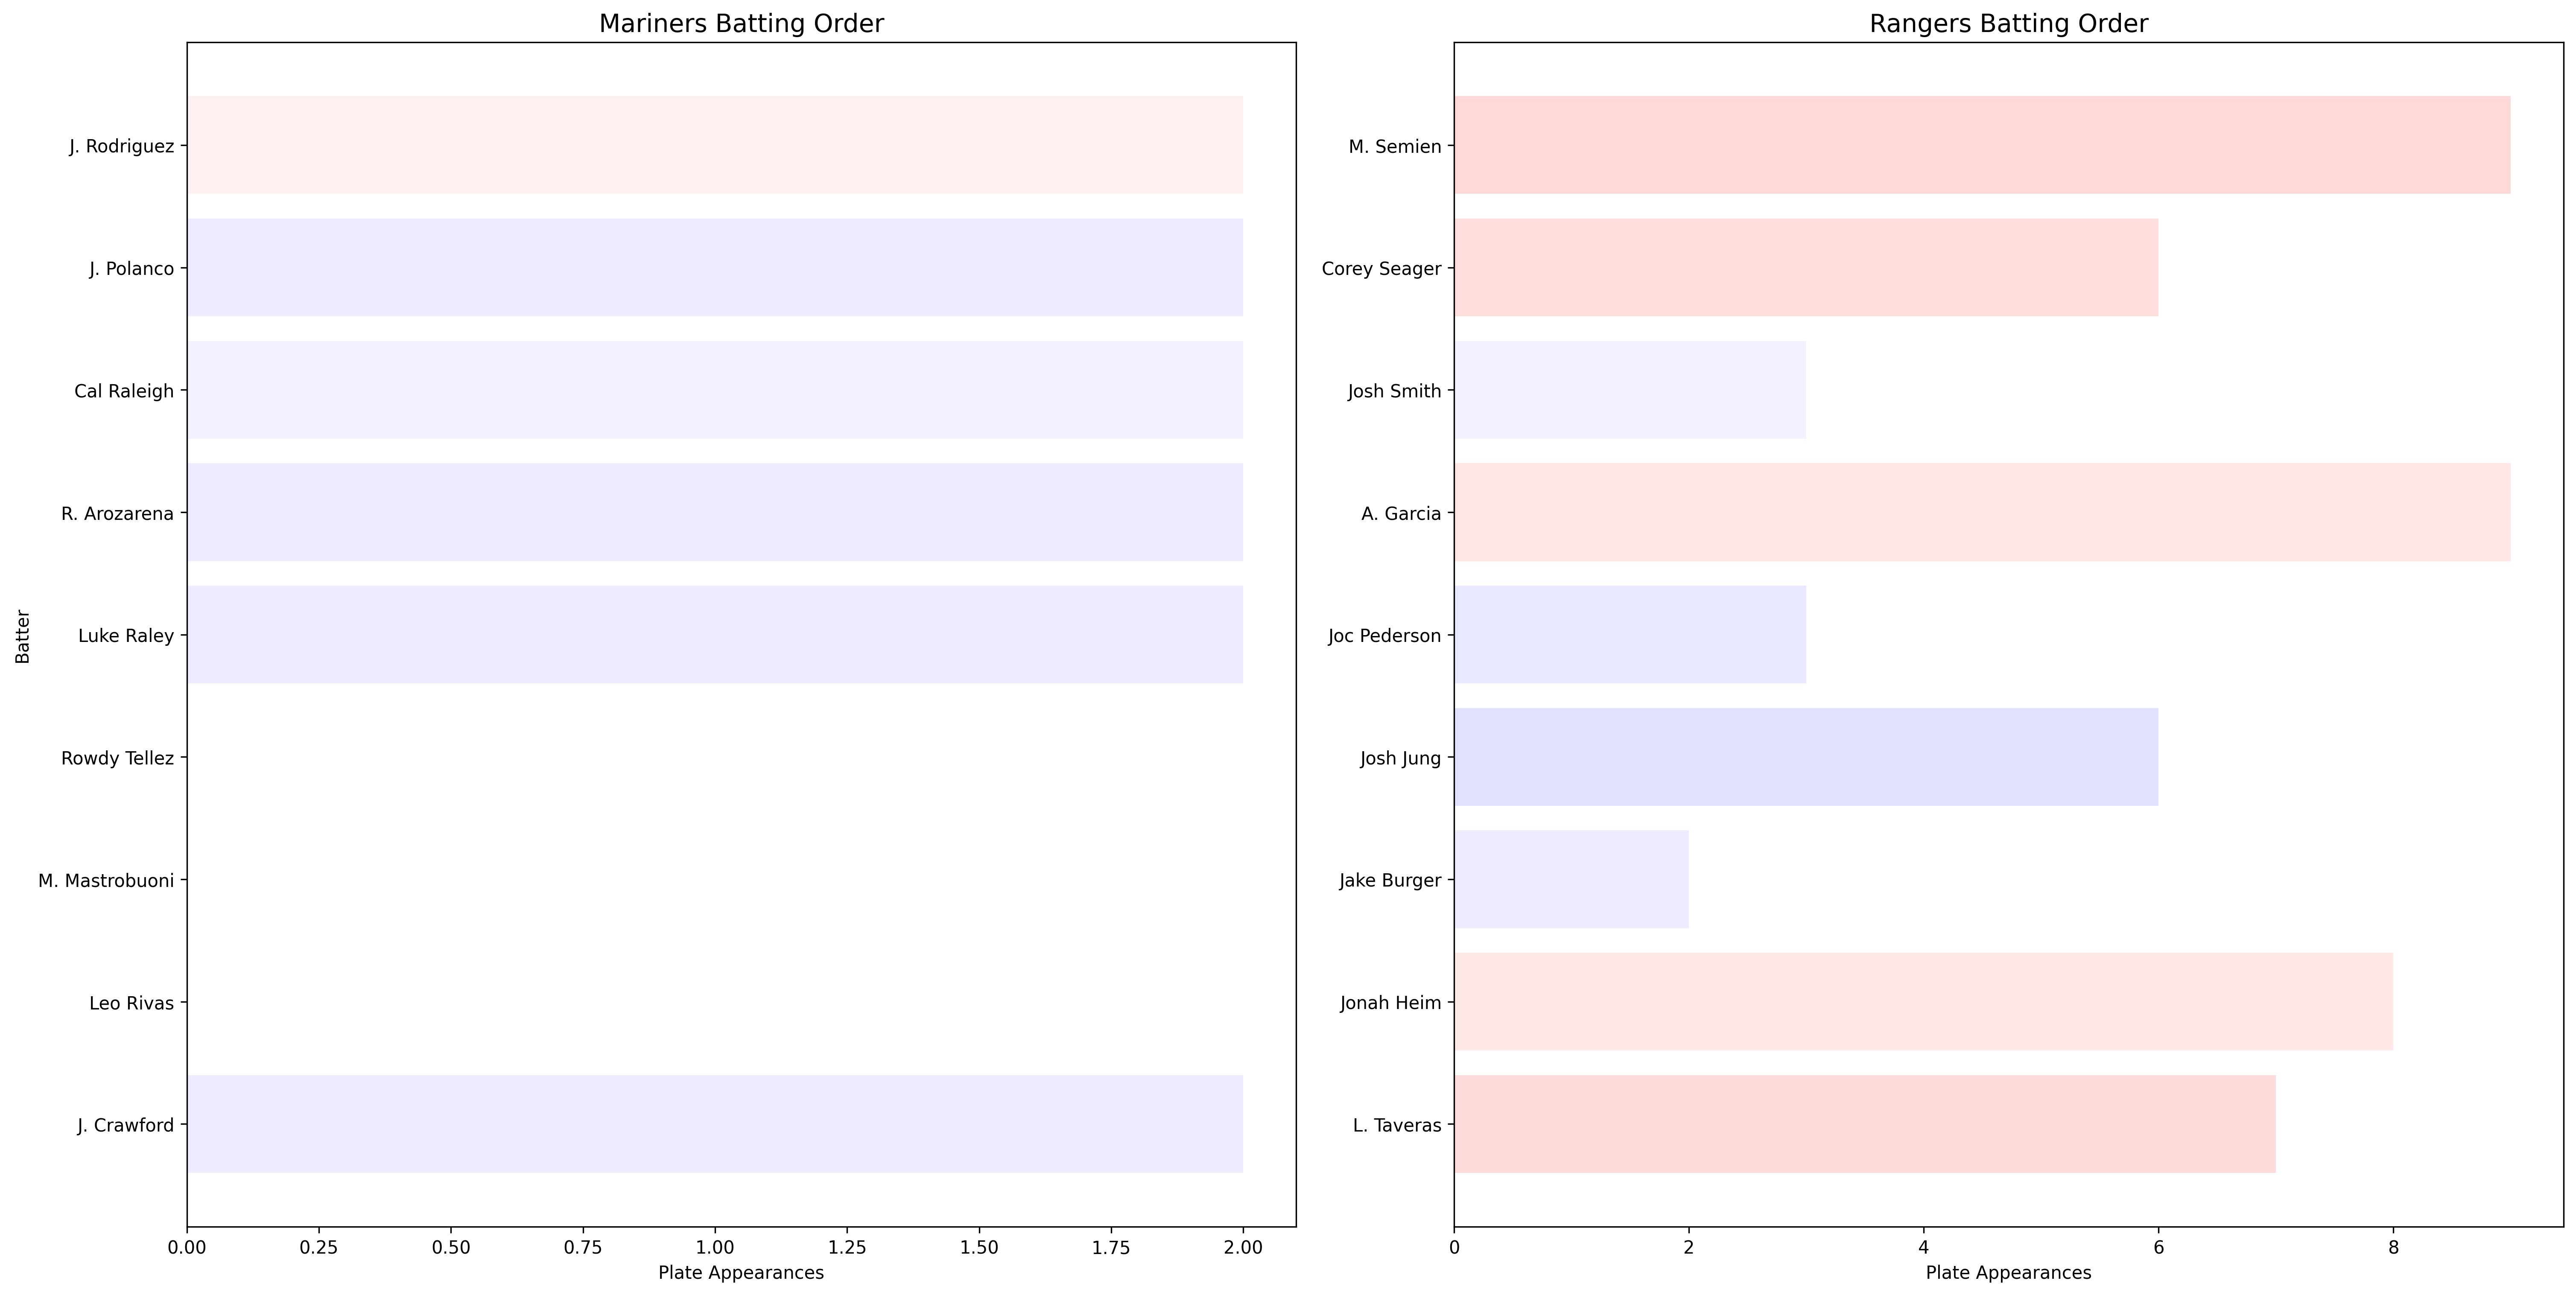 Mariners Batting Order
Batter
J. Rodriguez
J. Polanco
Cal Raleigh
R. Arozarena
Luke Raley
Rowdy Tellez
M. Mastrobuoni
Leo Rivas
J. Crawford
0.00 0.25 0.50 0.75 1.00 1.25 1.50 1.75 2.00
Plate Appearances
Rangers Batting Order
M. Semien
Corey Seager
Josh Smith
A. Garcia
Joc Pederson
Josh Jung
Jake Burger
Jonah Heim
L. Taveras
0 2 4 6 8
Plate Appearances